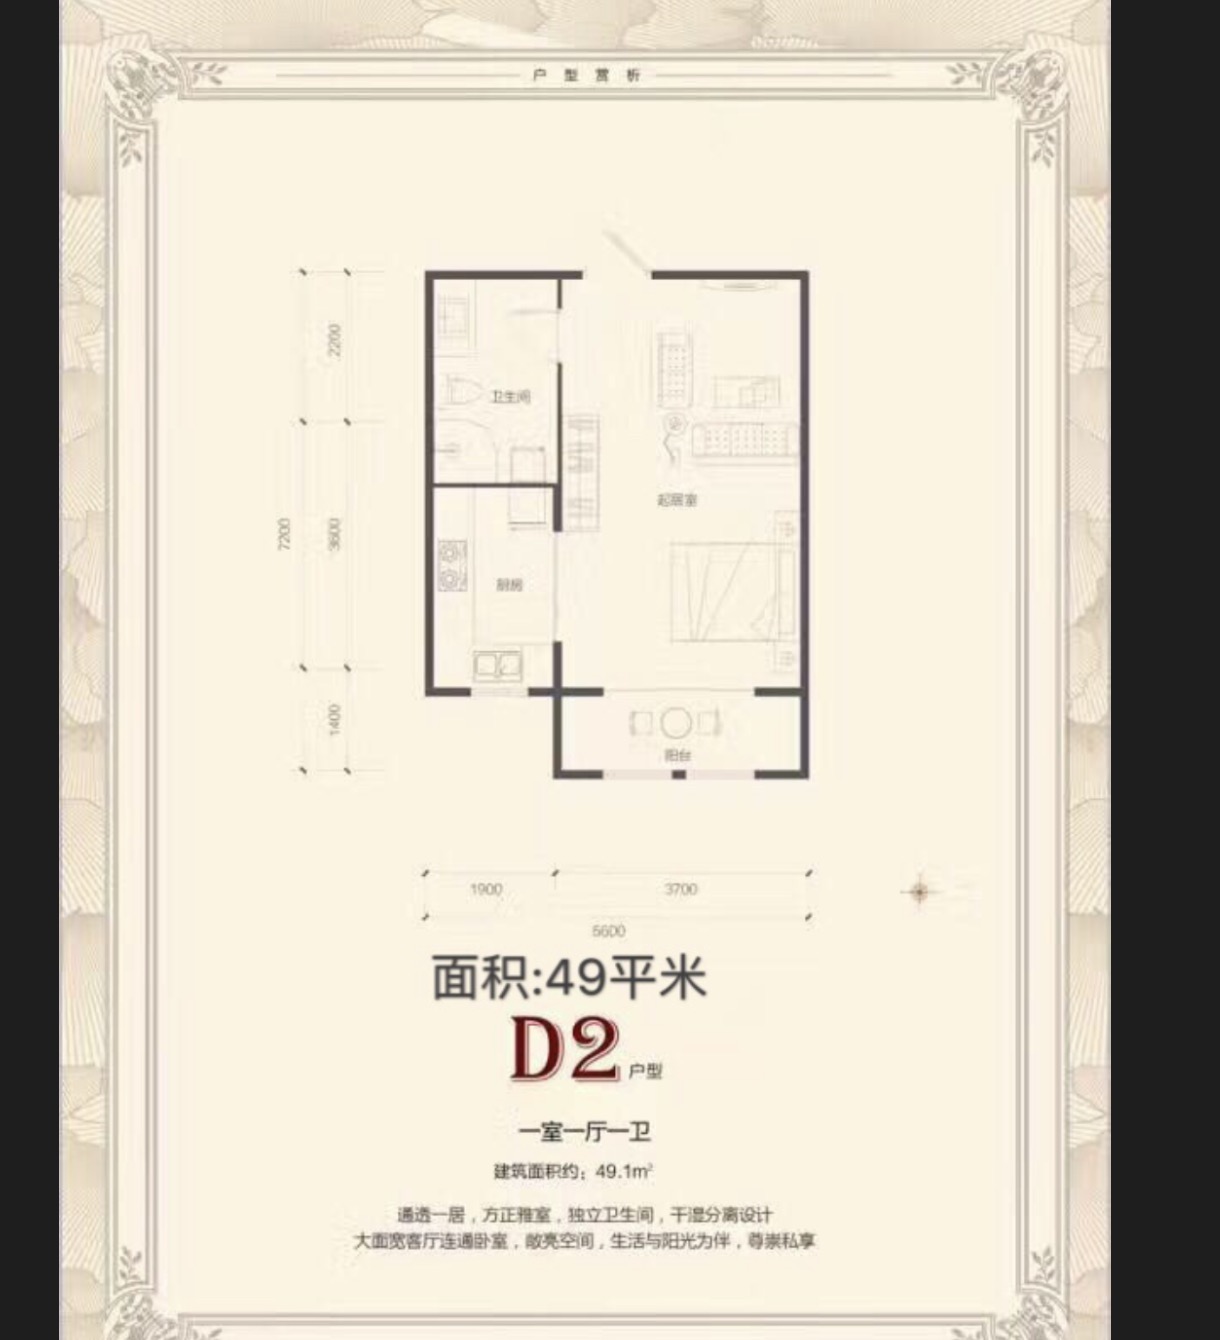 户型赏析
2200
卫生间
起居室
7200
3600
厨房
1400
阳台
1900
3700
5600
面积:49平米
D2户型
一室一厅一卫
建筑面积约：49.1m²
通透一居，方正雅室，独立卫生间，干湿分离设计
大面宽客厅连通卧室，敞亮空间，生活与阳光为伴，尊崇私享